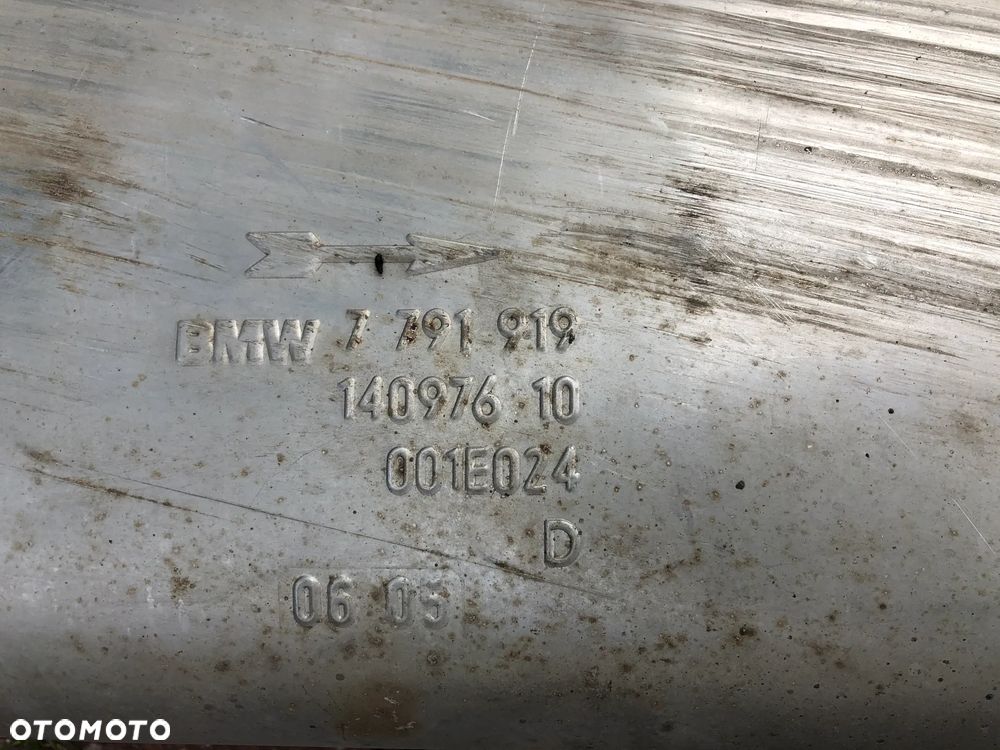 BMW 7 791 919
140976 10
001E024
D
06 05
OTOMOTO